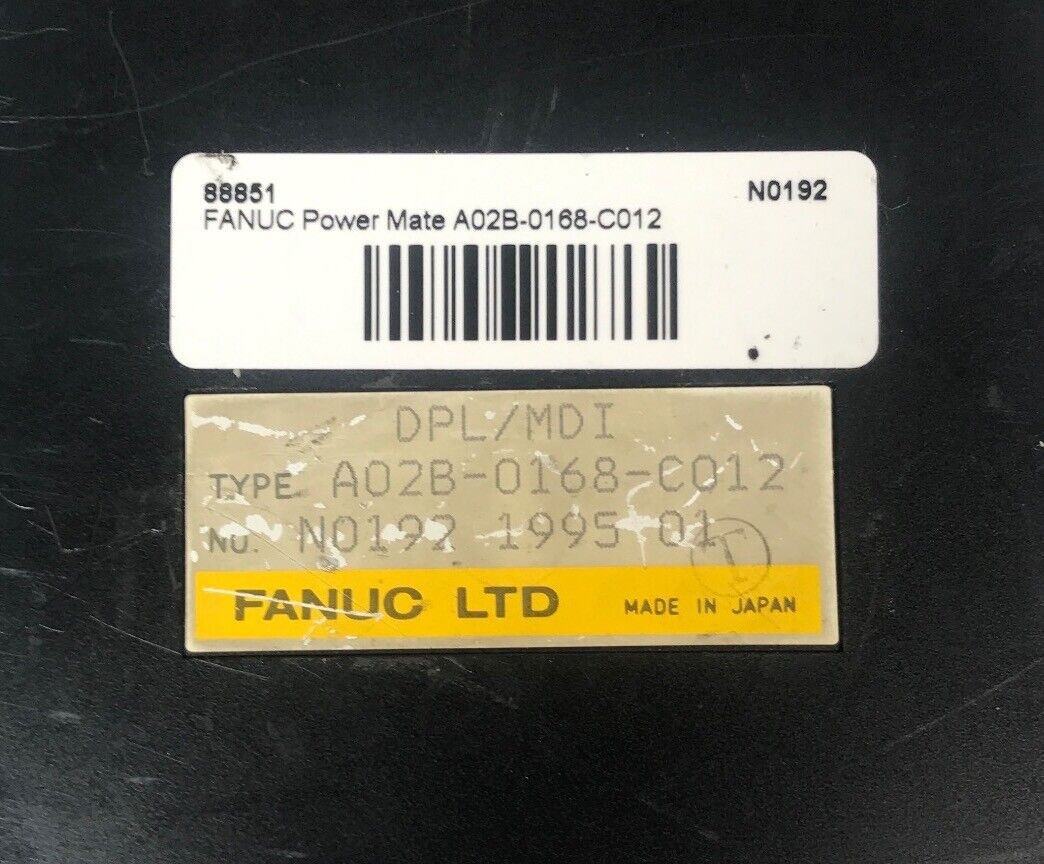 88851 N0192
FANUC Power Mate A02B-0168-C012
DPL/MDI
TYPE A02B-0168-C012
NO. N0192 1995-01
FANUC LTD MADE IN JAPAN